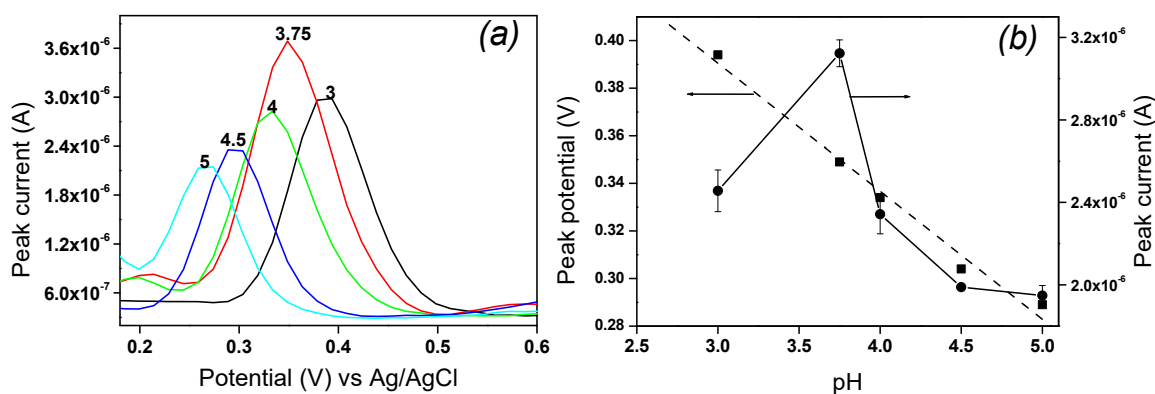 (a)
3.6x10⁻⁶
3.0x10⁻⁶
2.4x10⁻⁶
1.8x10⁻⁶
1.2x10⁻⁶
6.0x10⁻⁷
Peak current (A)
3.75
3
4
4.5
5
0.2 0.3 0.4 0.5 0.6
Potential (V) vs Ag/AgCl
(b)
0.40
0.38
0.36
0.34
0.32
0.30
0.28
Peak potential (V)
3.2x10⁻⁶
2.8x10⁻⁶
2.4x10⁻⁶
2.0x10⁻⁶
Peak current (A)
2.5 3.0 3.5 4.0 4.5 5.0
pH